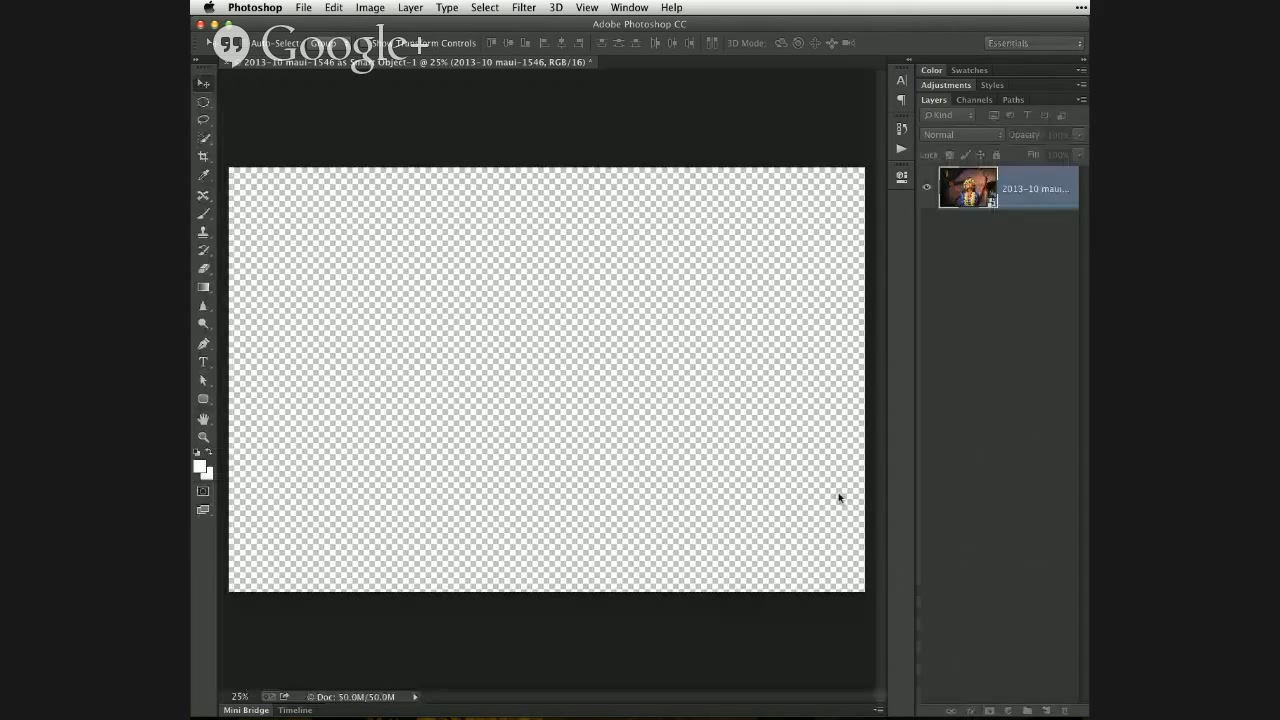 Photoshop File Edit Image Layer Type Select Filter 3D View Window Help
Adobe Photoshop CC
Google+
Auto-Select: Group Show Transform Controls 3D Mode: Essentials
2013-10 maui-1546 as Smart Object-1 @ 25% (2013-10 maui-1546, RGB/16) *
Color Swatches
Adjustments Styles
Layers Channels Paths
Kind
Normal Opacity: 100%
Lock Fill: 100%
2013-10 maui...
25% Doc: 50.0M/50.0M
Mini Bridge Timeline